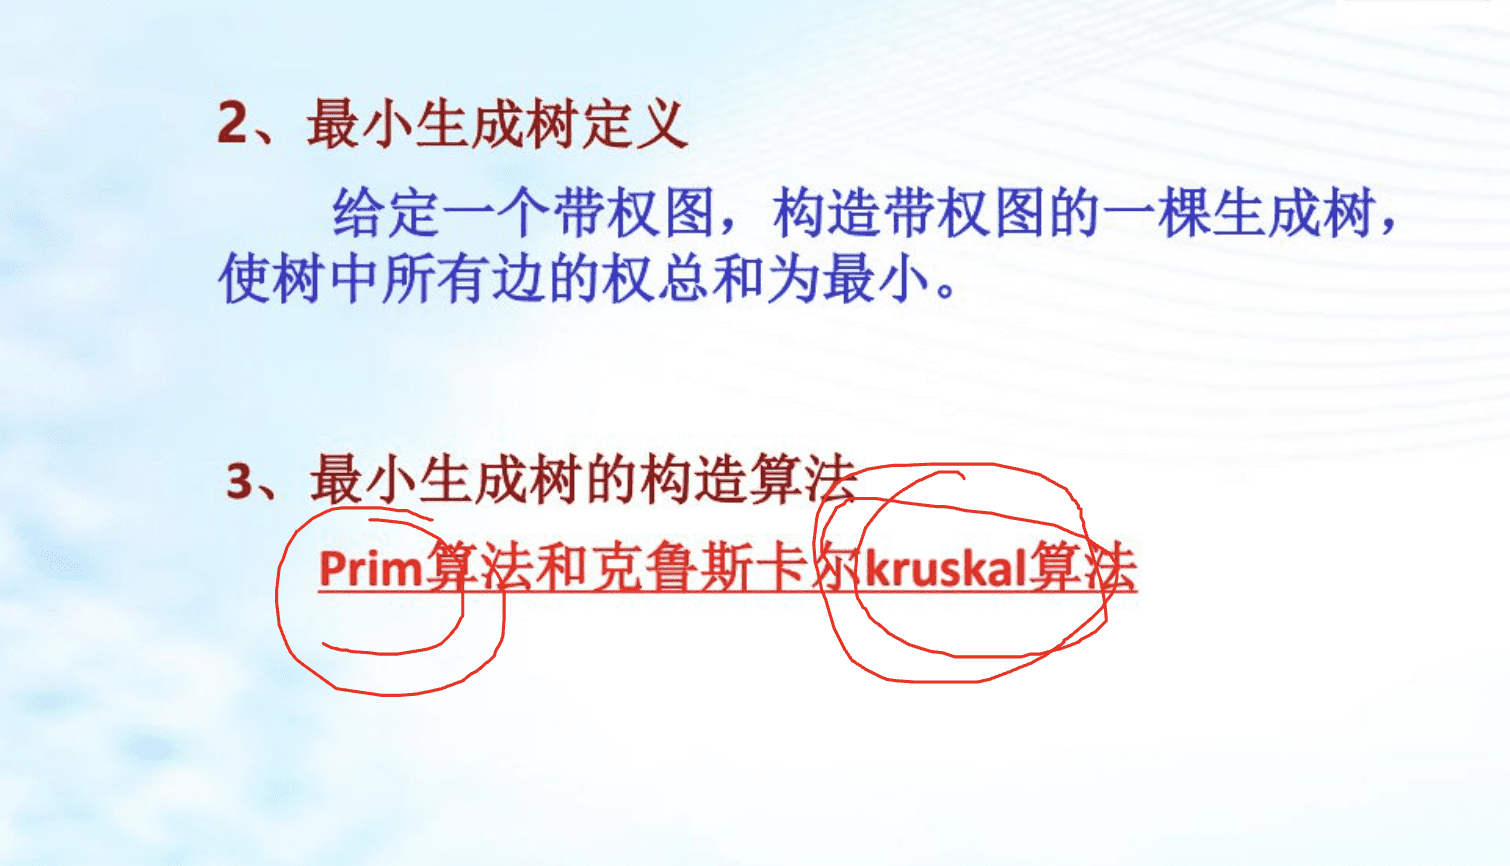 2、最小生成树定义
给定一个带权图，构造带权图的一棵生成树，
使树中所有边的权总和为最小。
3、最小生成树的构造算法
Prim算法和克鲁斯卡尔kruskal算法